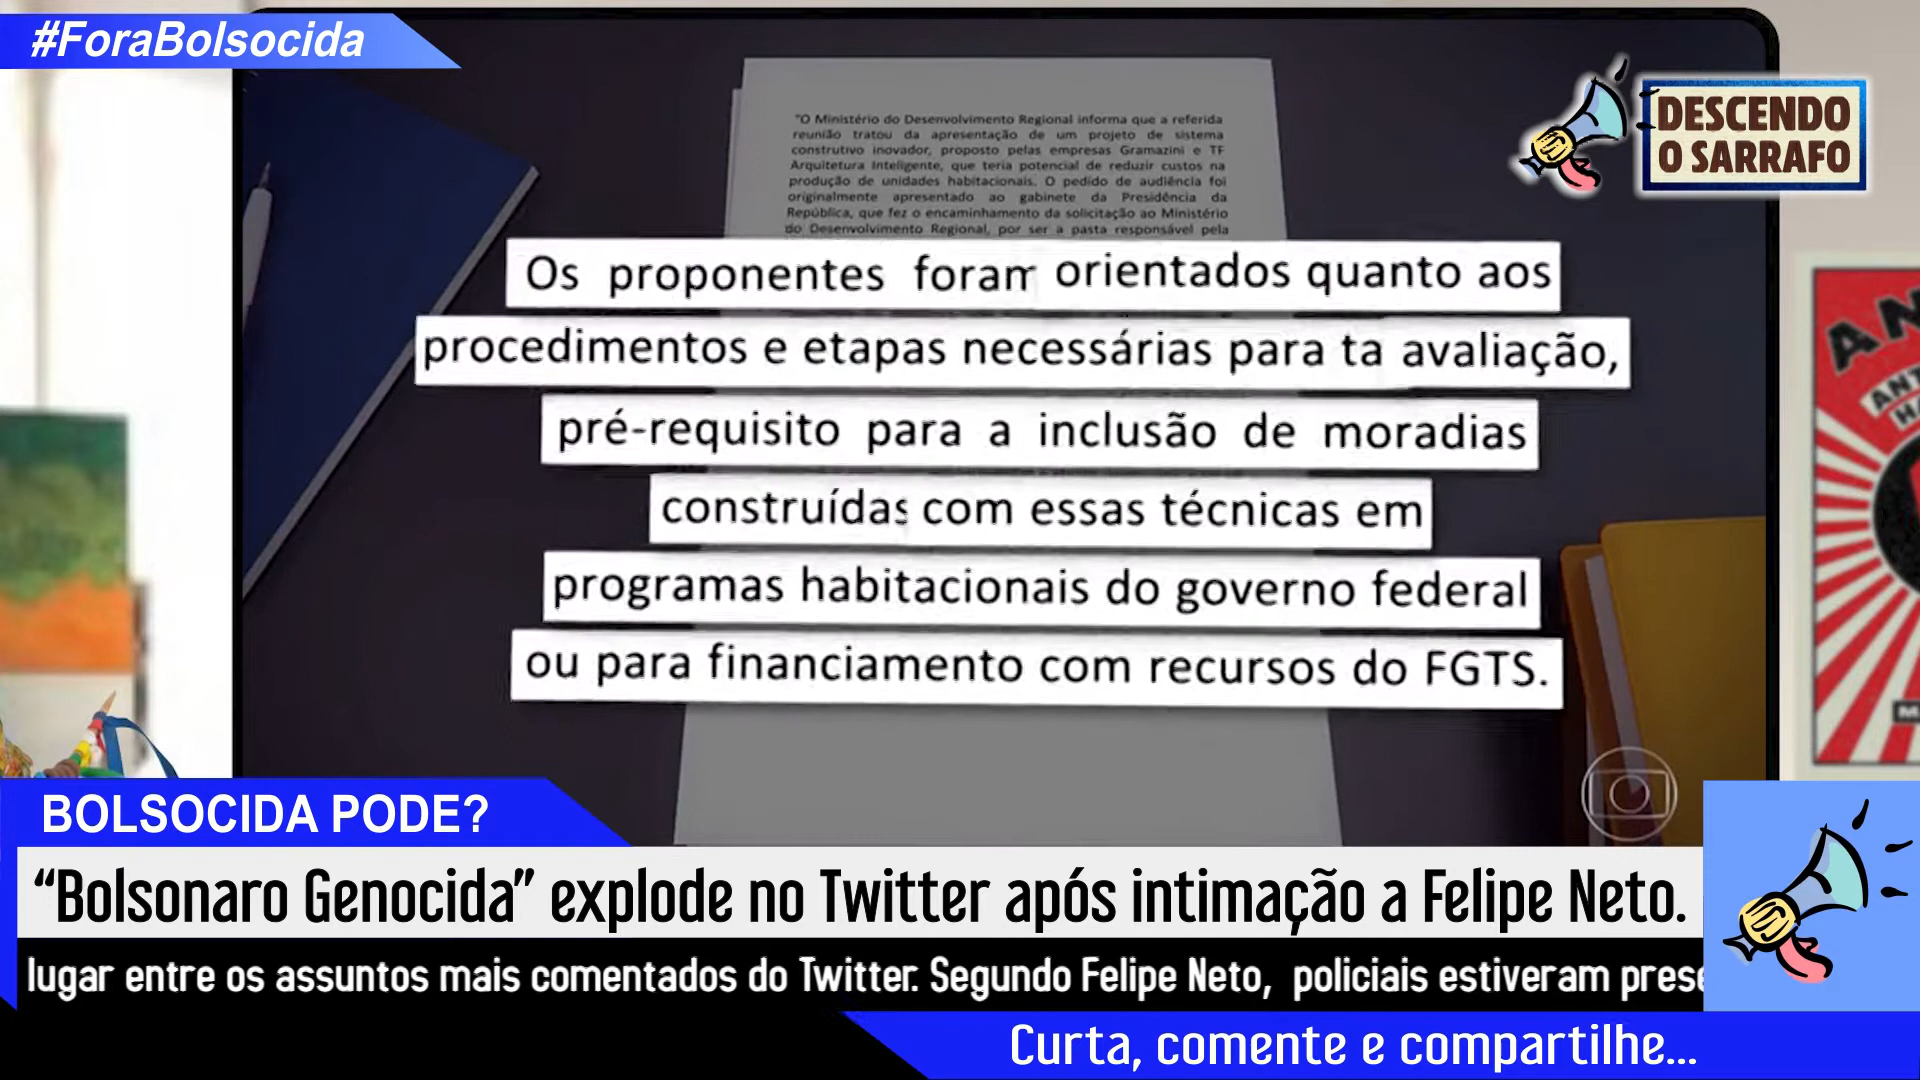 #ForaBolsocida
DESCENDO
O SARRAFO
"O Ministério do Desenvolvimento Regional informa que a referida
reunião tratou da apresentação de um projeto de sistema
construtivo inovador, proposto pelas empresas Gramazini e TF
Arquitetura Inteligente, que teria potencial de reduzir custos na
produção de unidades habitacionais. O pedido de audiência foi
originalmente apresentado ao gabinete da Presidência da
República, que fez o encaminhamento da solicitação ao Ministério
do Desenvolvimento Regional, por ser a pasta responsável pela
Os proponentes foram orientados quanto aos
procedimentos e etapas necessárias para ta avaliação,
pré-requisito para a inclusão de moradias
construídas com essas técnicas em
programas habitacionais do governo federal
ou para financiamento com recursos do FGTS.
BOLSOCIDA PODE?
“Bolsonaro Genocida” explode no Twitter após intimação a Felipe Neto.
lugar entre os assuntos mais comentados do Twitter. Segundo Felipe Neto, policiais estiveram prese
Curta, comente e compartilhe...